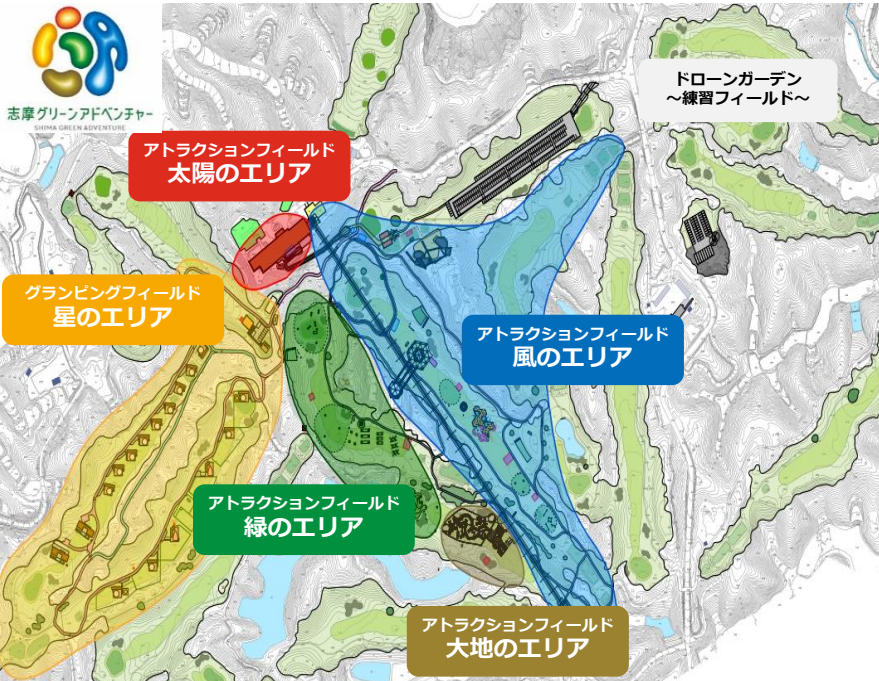 志摩グリーンアドベンチャー
SHIMA GREEN ADVENTURE
ドローンガーデン
～練習フィールド～
アトラクションフィールド
太陽のエリア
グランピングフィールド
星のエリア
アトラクションフィールド
風のエリア
アトラクションフィールド
緑のエリア
アトラクションフィールド
大地のエリア